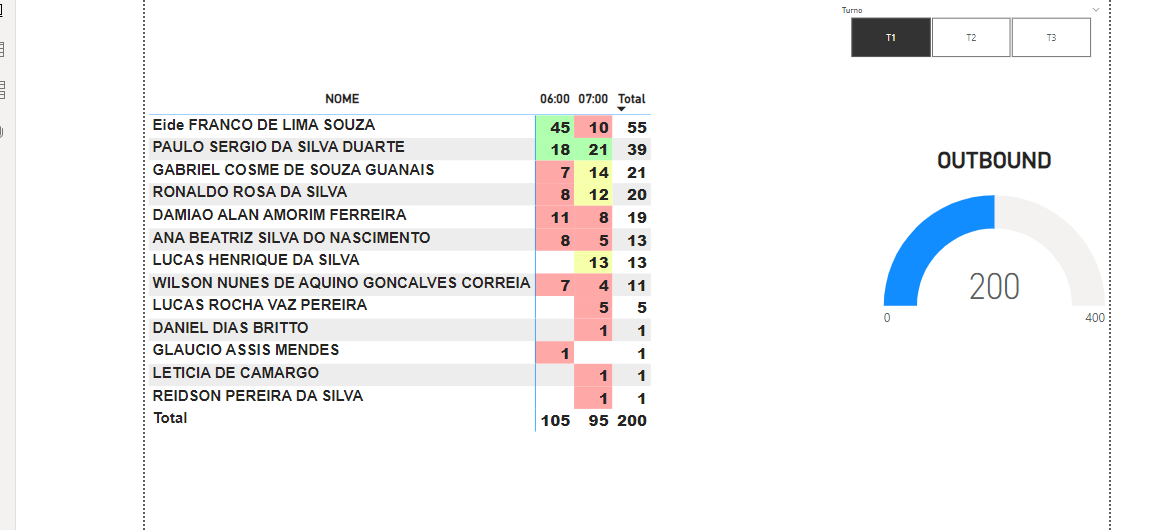 Turno
T1 T2 T3
NOME 06:00 07:00 Total
Eide FRANCO DE LIMA SOUZA 45 10 55
PAULO SERGIO DA SILVA DUARTE 18 21 39
GABRIEL COSME DE SOUZA GUANAIS 7 14 21
RONALDO ROSA DA SILVA 8 12 20
DAMIAO ALAN AMORIM FERREIRA 11 8 19
ANA BEATRIZ SILVA DO NASCIMENTO 8 5 13
LUCAS HENRIQUE DA SILVA 13 13
WILSON NUNES DE AQUINO GONCALVES CORREIA 7 4 11
LUCAS ROCHA VAZ PEREIRA 5 5
DANIEL DIAS BRITTO 1 1
GLAUCIO ASSIS MENDES 1 1
LETICIA DE CAMARGO 1 1
REIDSON PEREIRA DA SILVA 1 1
Total 105 95 200
OUTBOUND
200
0 400